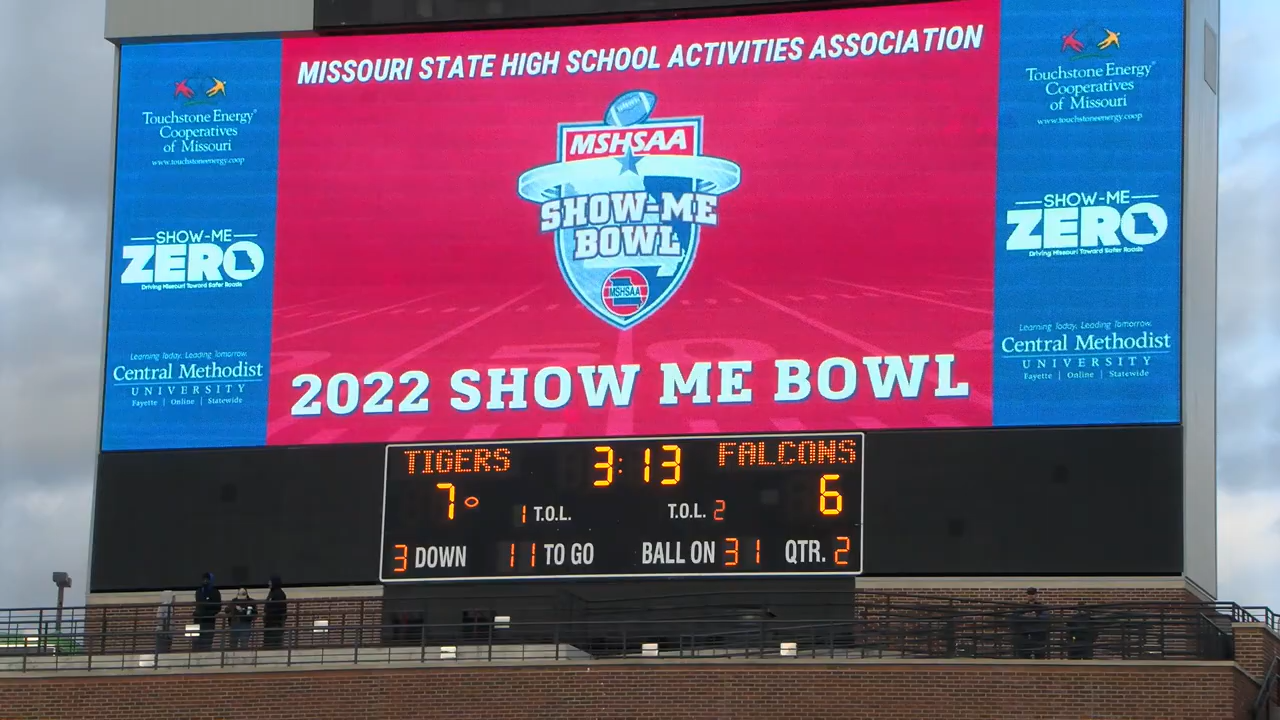 MISSOURI STATE HIGH SCHOOL ACTIVITIES ASSOCIATION
Touchstone Energy®
Cooperatives
of Missouri
www.touchstoneenergy.coop
SHOW-ME
ZERO
Driving Missouri Toward Safer Roads
Learning Today. Leading Tomorrow.
Central Methodist
UNIVERSITY
Fayette | Online | Statewide
MSHSAA
SHOW-ME
BOWL
MSHSAA
50
2022 SHOW ME BOWL
Touchstone Energy®
Cooperatives
of Missouri
www.touchstoneenergy.coop
SHOW-ME
ZERO
Driving Missouri Toward Safer Roads
Learning Today. Leading Tomorrow.
Central Methodist
UNIVERSITY
Fayette | Online | Statewide
TIGERS 3:13 FALCONS
7 6
1 T.O.L. T.O.L. 2
3 DOWN 11 TO GO BALL ON 31 QTR. 2